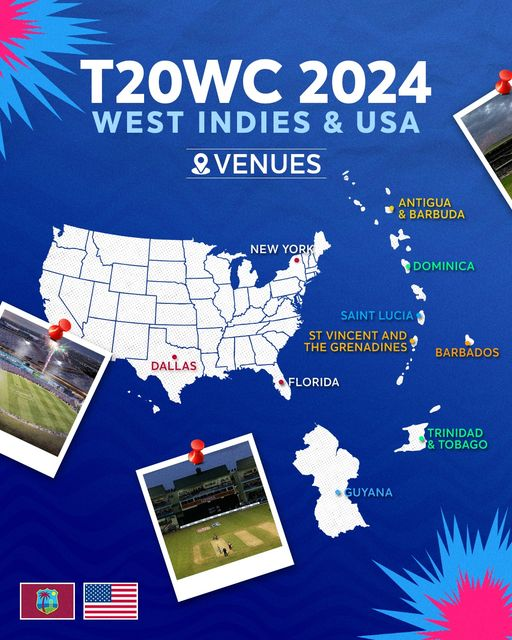 T20WC 2024
WEST INDIES & USA
VENUES
ANTIGUA
& BARBUDA
NEW YORK
DOMINICA
SAINT LUCIA
ST VINCENT AND
THE GRENADINES
BARBADOS
DALLAS
FLORIDA
TRINIDAD
& TOBAGO
GUYANA